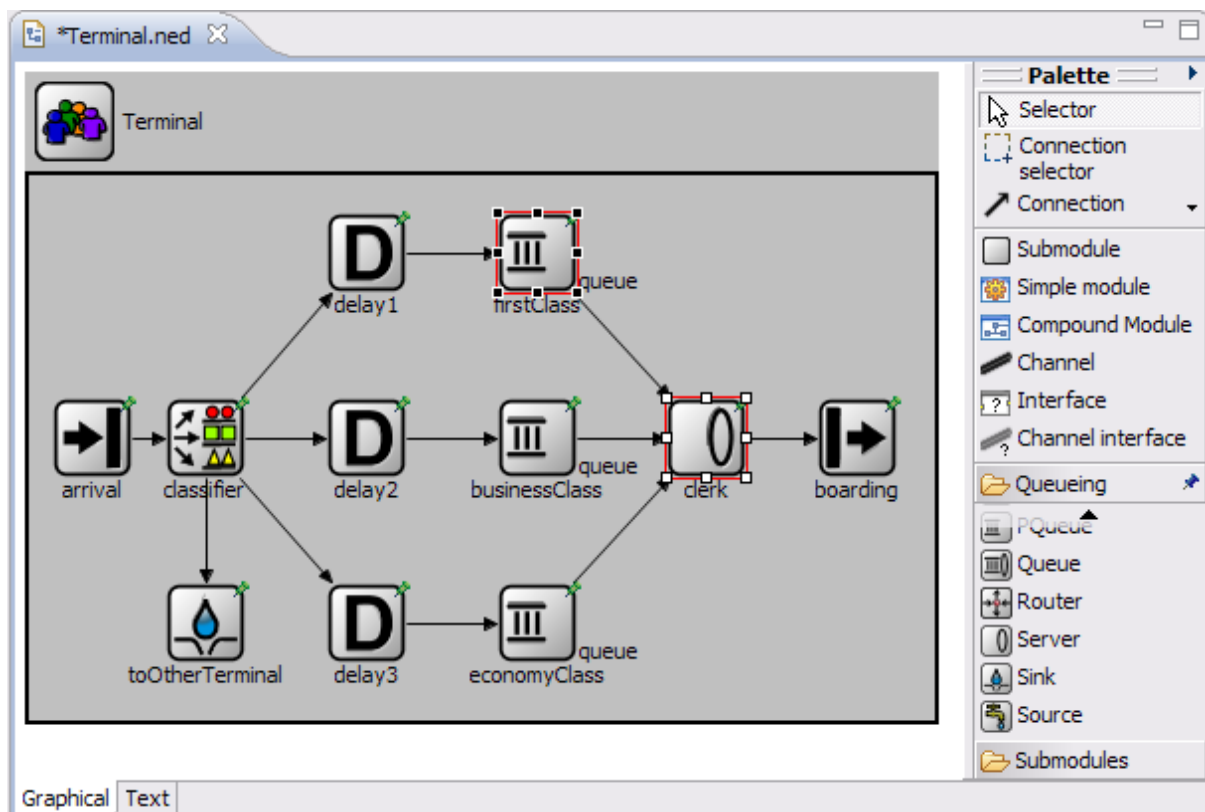 *Terminal.ned
Terminal
D
delay1
queue
firstClass
arrival
classifier
D
delay2
queue
businessClass
clerk
boarding
toOtherTerminal
D
delay3
queue
economyClass
Palette
Selector
Connection
selector
Connection
Submodule
Simple module
Compound Module
Channel
?
Interface
?
Channel interface
Queueing
PQueue
Queue
Router
Server
Sink
Source
Submodules
Graphical
Text